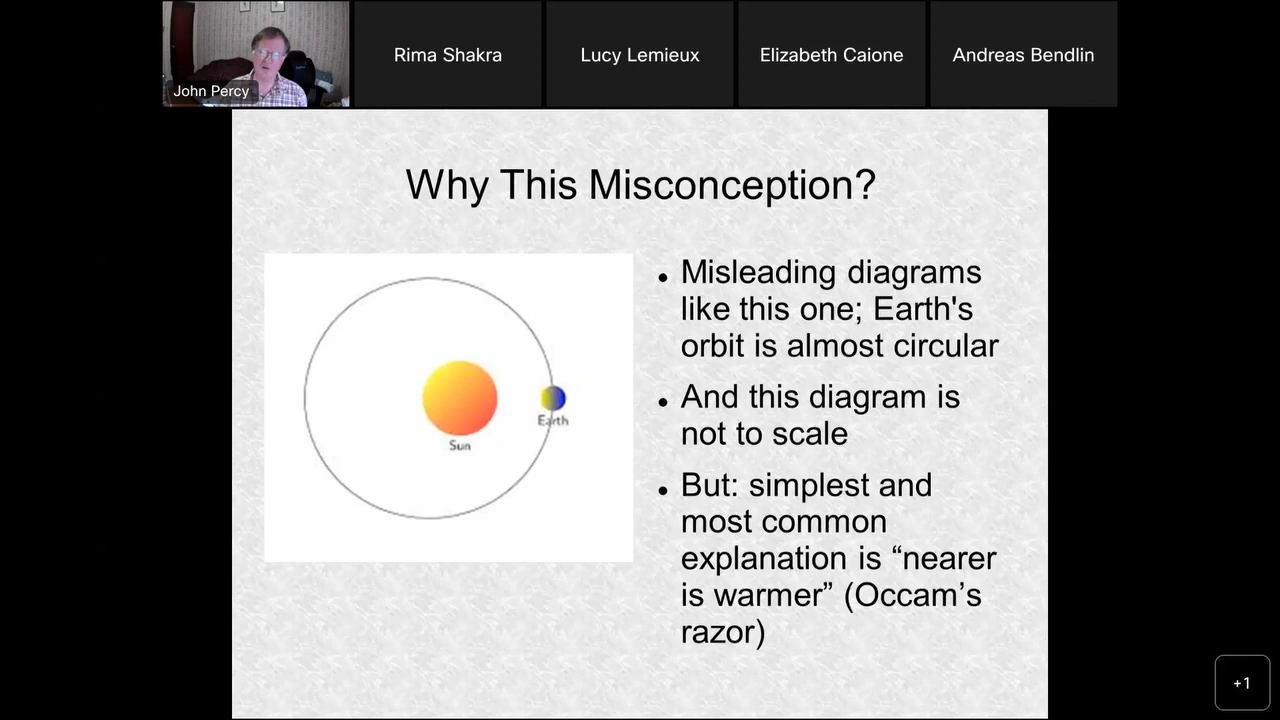 John Percy
Rima Shakra
Lucy Lemieux
Elizabeth Caione
Andreas Bendlin
Why This Misconception?
Sun
Earth
• Misleading diagrams
like this one; Earth's
orbit is almost circular
• And this diagram is
not to scale
• But: simplest and
most common
explanation is “nearer
is warmer” (Occam’s
razor)
+1